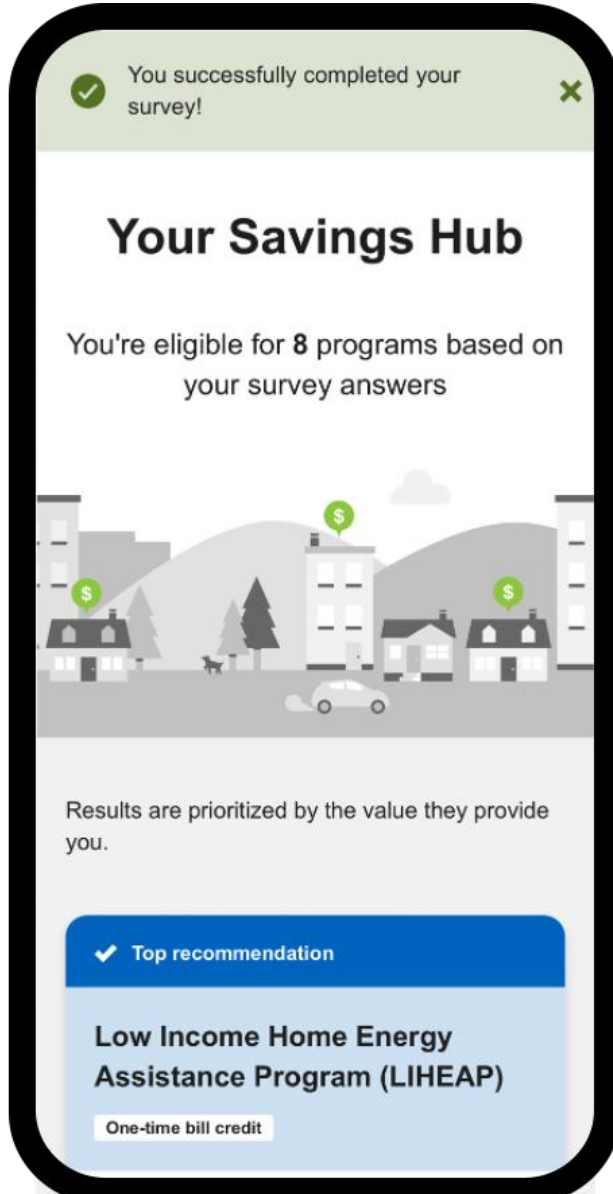 You successfully completed your
survey!
Your Savings Hub
You're eligible for 8 programs based on
your survey answers
$
$
$
Results are prioritized by the value they provide
you.
Top recommendation
Low Income Home Energy
Assistance Program (LIHEAP)
One-time bill credit